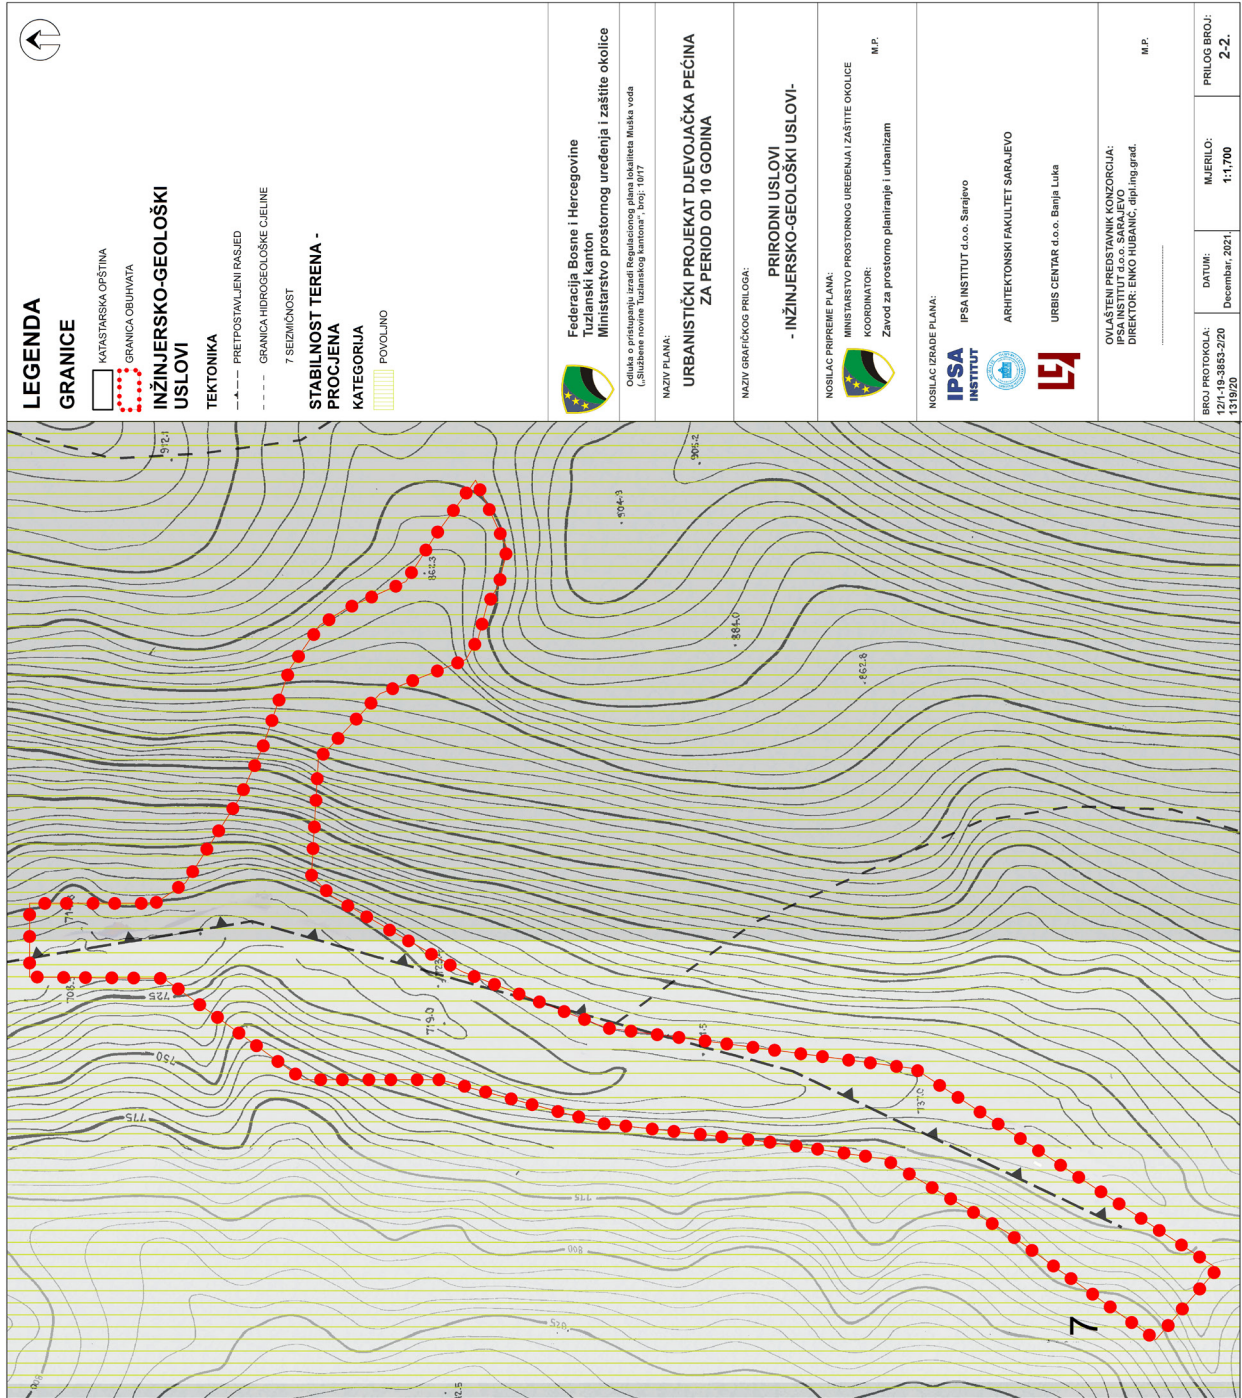 LEGENDA
GRANICE
KATASTARSKA OPŠTINA
GRANICA OBUHVATA
INŽINJERSKO-GEOLOŠKI
USLOVI
TEKTONIKA
PRETPOSTAVLJENI RASJED
GRANICA HIDROGEOLOŠKE CJELINE
7 SEIZMIČNOST
STABILNOST TERENA -
PROCJENA
KATEGORIJA
POVOLJNO
Federacija Bosne i Hercegovine
Tuzlanski kanton
Ministarstvo prostornog uređenja i zaštite okolice
Odluka o pristupanju izradi Regulacionog plana lokaliteta Muška voda
(„Službene novine Tuzlanskog kantona“, broj: 10/17
NAZIV PLANA:
URBANISTIČKI PROJEKAT DJEVOJAČKA PEĆINA
ZA PERIOD OD 10 GODINA
NAZIV GRAFIČKOG PRILOGA:
PRIRODNI USLOVI
- INŽINJERSKO-GEOLOŠKI USLOVI-
NOSILAC PRIPREME PLANA:
MINISTARSTVO PROSTORNOG UREĐENJA I ZAŠTITE OKOLICE
KOORDINATOR:
M.P.
Zavod za prostorno planiranje i urbanizam
NOSILAC IZRADE PLANA:
IPSA
INSTITUT
IPSA INSTITUT d.o.o. Sarajevo
ARHITEKTONSKI FAKULTET SARAJEVO
URBIS CENTAR d.o.o. Banja Luka
OVLAŠTENI PREDSTAVNIK KONZORCIJA:
IPSA INSTITUT d.o.o. SARAJEVO
DIREKTOR: ENKO HUBANIĆ, dipl.ing.građ.
M.P.
BROJ PROTOKOLA:
12/1-19-3853-2/20
1319/20
DATUM:
Decembar, 2021.
MJERILO:
1:1,700
PRILOG BROJ:
2-2.
912.1
905.2
904.3
862.3
884.0
862.8
725
719.0
750
775
737.0
775
800
825
7